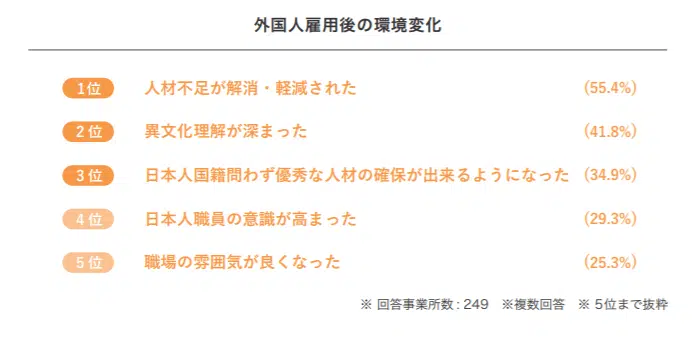 外国人雇用後の環境変化
1位 人材不足が解消・軽減された (55.4%)
2位 異文化理解が深まった (41.8%)
3位 日本人国籍問わず優秀な人材の確保が出来るようになった (34.9%)
4位 日本人職員の意識が高まった (29.3%)
5位 職場の雰囲気が良くなった (25.3%)
※ 回答事業所数 : 249 ※複数回答 ※ 5位まで抜粋